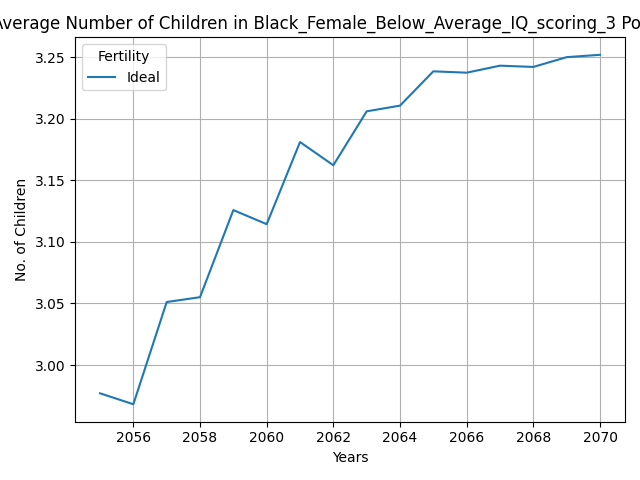 Average Number of Children in Black_Female_Below_Average_IQ_scoring_3 Po
Fertility
Ideal
3.25
3.20
3.15
3.10
3.05
3.00
No. of Children
2056 2058 2060 2062 2064 2066 2068 2070
Years